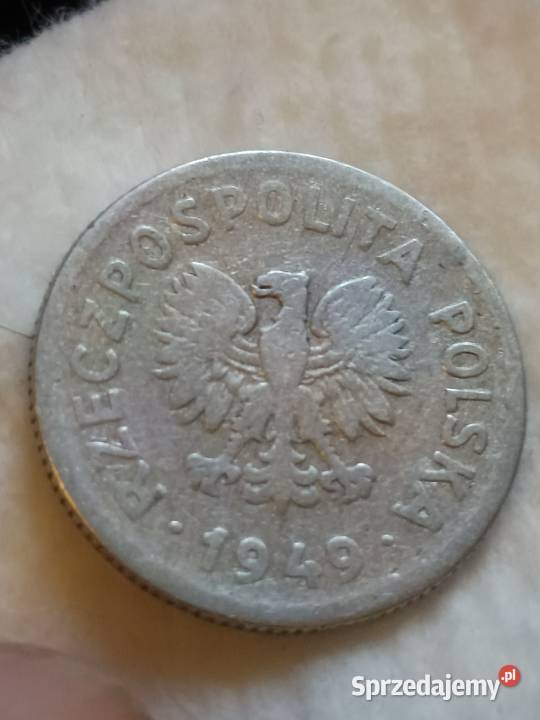 RZECZPOSPOLITA POLSKA
· 1949 ·
Sprzedajemy.pl